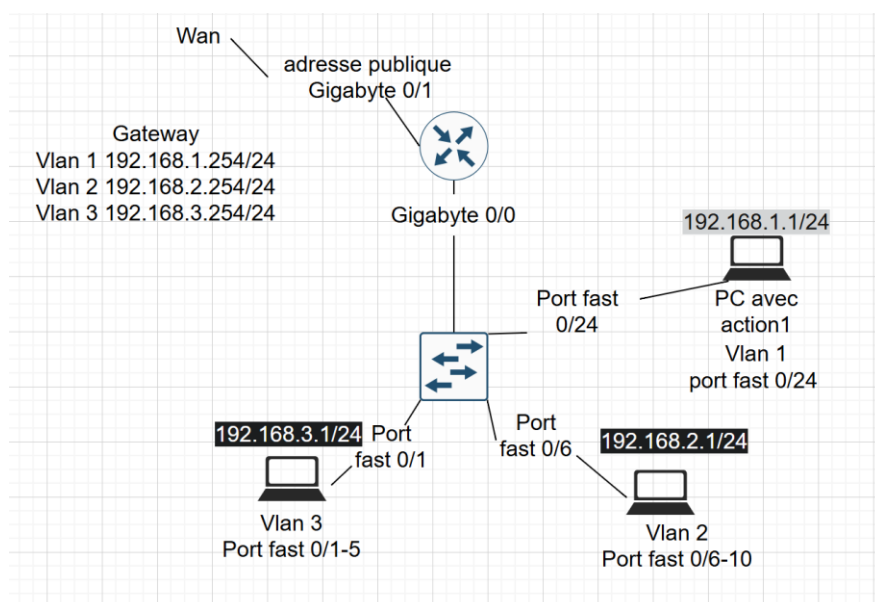 Wan
adresse publique
Gigabyte 0/1
Gateway
Vlan 1 192.168.1.254/24
Vlan 2 192.168.2.254/24
Vlan 3 192.168.3.254/24
Gigabyte 0/0
192.168.1.1/24
Port fast
0/24
PC avec
action1
Vlan 1
port fast 0/24
192.168.3.1/24
Port
fast 0/1
Port
fast 0/6
192.168.2.1/24
Vlan 3
Port fast 0/1-5
Vlan 2
Port fast 0/6-10